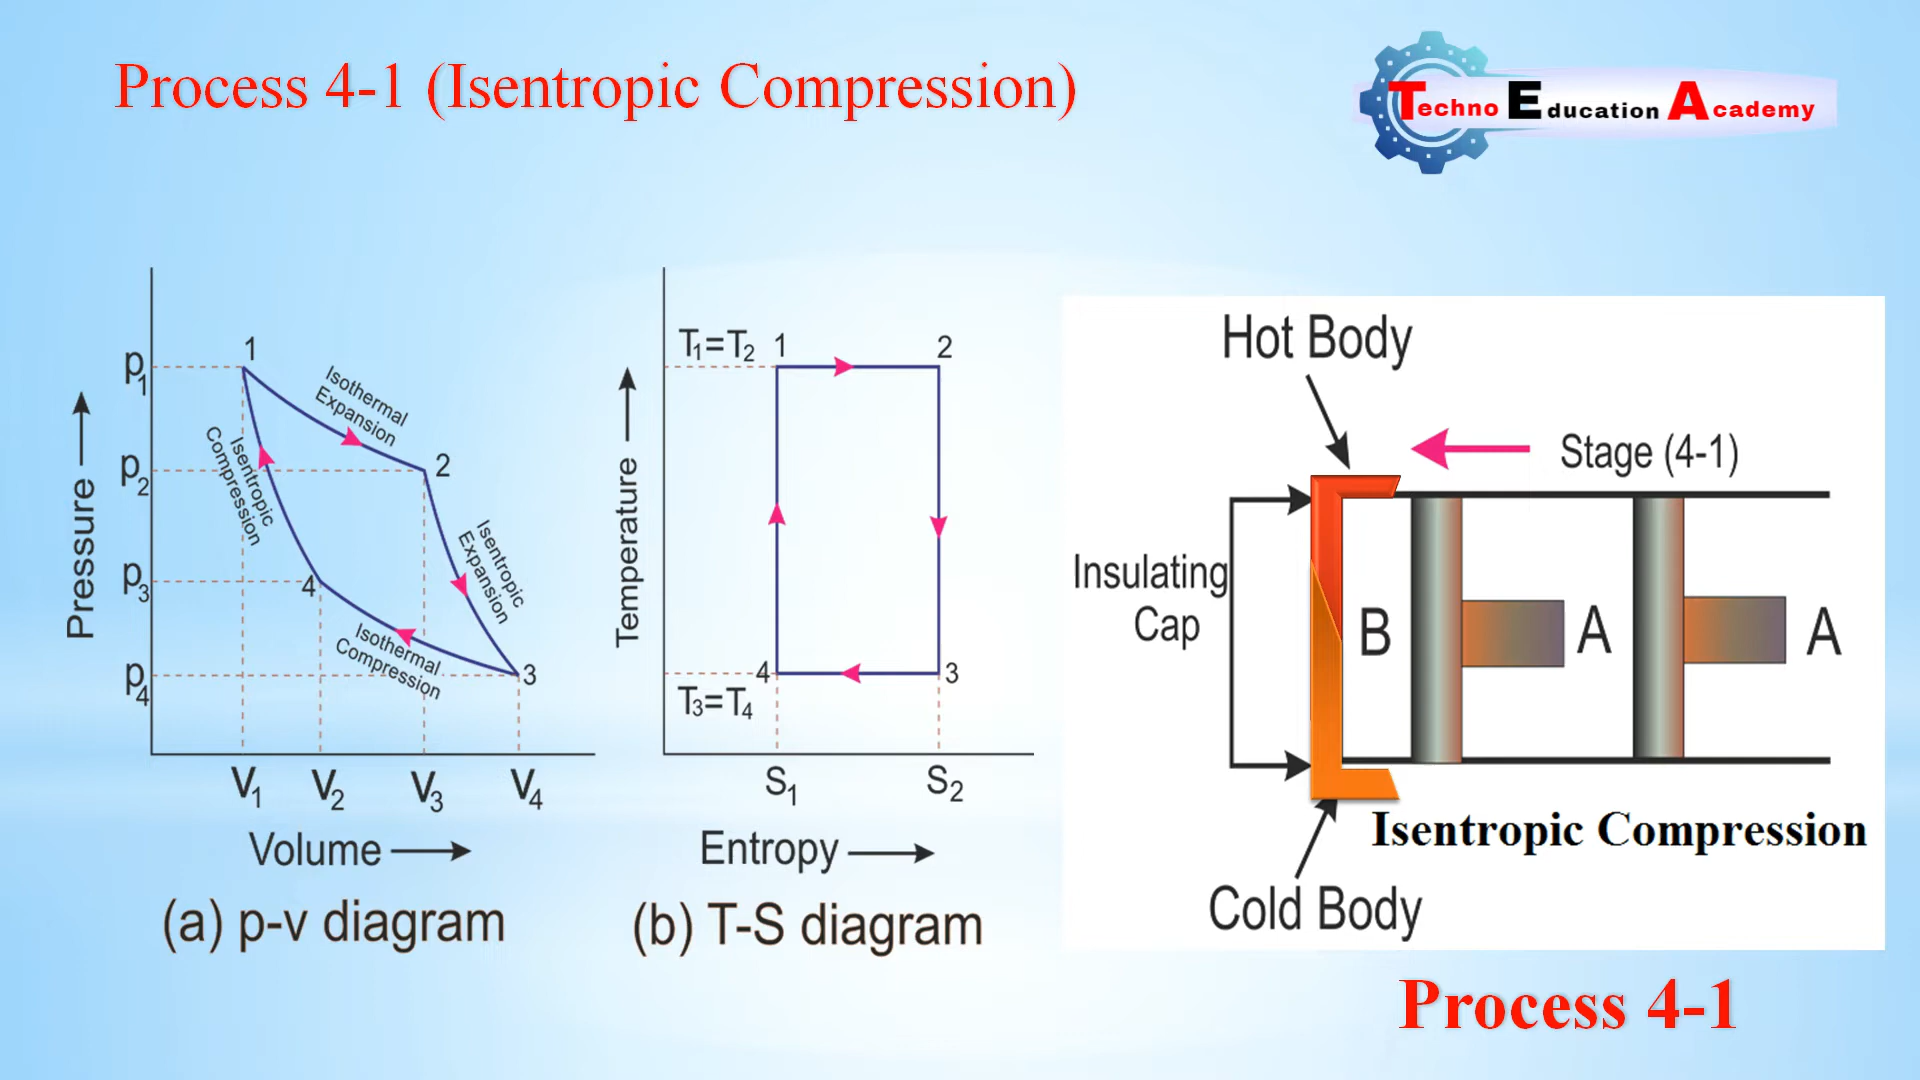 Process 4-1 (Isentropic Compression)
Techno Education Academy
Pressure
p1
p2
p3
p4
1
2
3
4
Isothermal
Expansion
Isentropic
Expansion
Isothermal
Compression
Isentropic
Compression
V1 V2 V3 V4
Volume
(a) p-v diagram
Temperature
T1=T2
1
2
4
3
T3=T4
S1 S2
Entropy
(b) T-S diagram
Hot Body
Stage (4-1)
Insulating
Cap
B
A
A
Isentropic Compression
Cold Body
Process 4-1